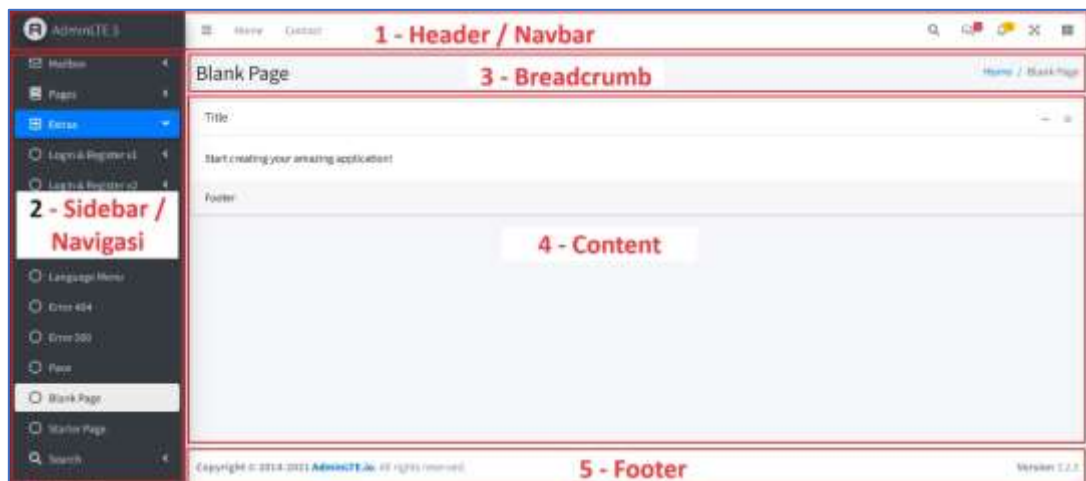 AdminLTE 3
Home Contact
1 - Header / Navbar
Mailbox
Pages
Extras
Login & Register v1
Login & Register v2
2 - Sidebar /
Navigasi
Language Menu
Error 404
Error 500
Pace
Blank Page
Starter Page
Search
Blank Page
3 - Breadcrumb
Home / Blank Page
Title
Start creating your amazing application!
Footer
4 - Content
Copyright © 2014-2021 AdminLTE.io. All rights reserved.
5 - Footer
Version